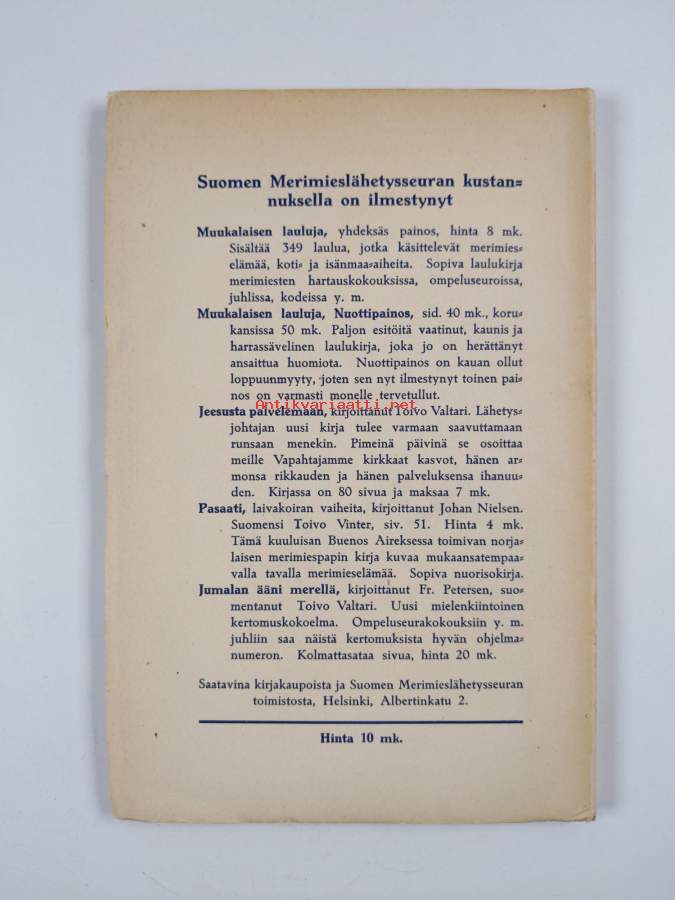 Suomen Merimieslähetysseuran kustan=
nuksella on ilmestynyt
Muukalaisen lauluja, yhdeksäs painos, hinta 8 mk.
Sisältää 349 laulua, jotka käsittelevät merimies=
elämää, koti= ja isänmaa=aiheita. Sopiva laulukirja
merimiesten hartauskokouksissa, ompeluseuroissa,
juhlissa, kodeissa y. m.
Muukalaisen lauluja, Nuottipainos, sid. 40 mk., koru=
kansissa 50 mk. Paljon esitöitä vaatinut, kaunis ja
harrassävelinen laulukirja, joka jo on herättänyt
ansaittua huomiota. Nuottipainos on kauan ollut
loppuunmyyty, joten sen nyt ilmestynyt toinen pai=
nos on varmasti monelle tervetullut.
Antikvariaatti.net
Jeesusta palvelemaan, kirjoittanut Toivo Valtari. Lähetys=
johtajan uusi kirja tulee varmaan saavuttamaan
runsaan menekin. Pimeinä päivinä se osoittaa
meille Vapahtajamme kirkkaat kasvot, hänen ar=
monsa rikkauden ja hänen palveluksensa ihanuu=
den. Kirjassa on 80 sivua ja maksaa 7 mk.
Pasaati, laivakoiran vaiheita, kirjoittanut Johan Nielsen.
Suomensi Toivo Vinter, siv. 51. Hinta 4 mk.
Tämä kuuluisan Buenos Aireksessa toimivan norja=
laisen merimiespapin kirja kuvaa mukaansatempaa=
valla tavalla merimieselämää. Sopiva nuorisokirja.
Jumalan ääni merellä, kirjoittanut Fr. Petersen, suo=
mentanut Toivo Valtari. Uusi mielenkiintoinen
kertomuskokoelma. Ompeluseurakokouksiin y. m.
juhliin saa näistä kertomuksista hyvän ohjelma=
numeron. Kolmattasataa sivua, hinta 20 mk.
Saatavina kirjakaupoista ja Suomen Merimieslähetysseuran
toimistosta, Helsinki, Albertinkatu 2.
Hinta 10 mk.